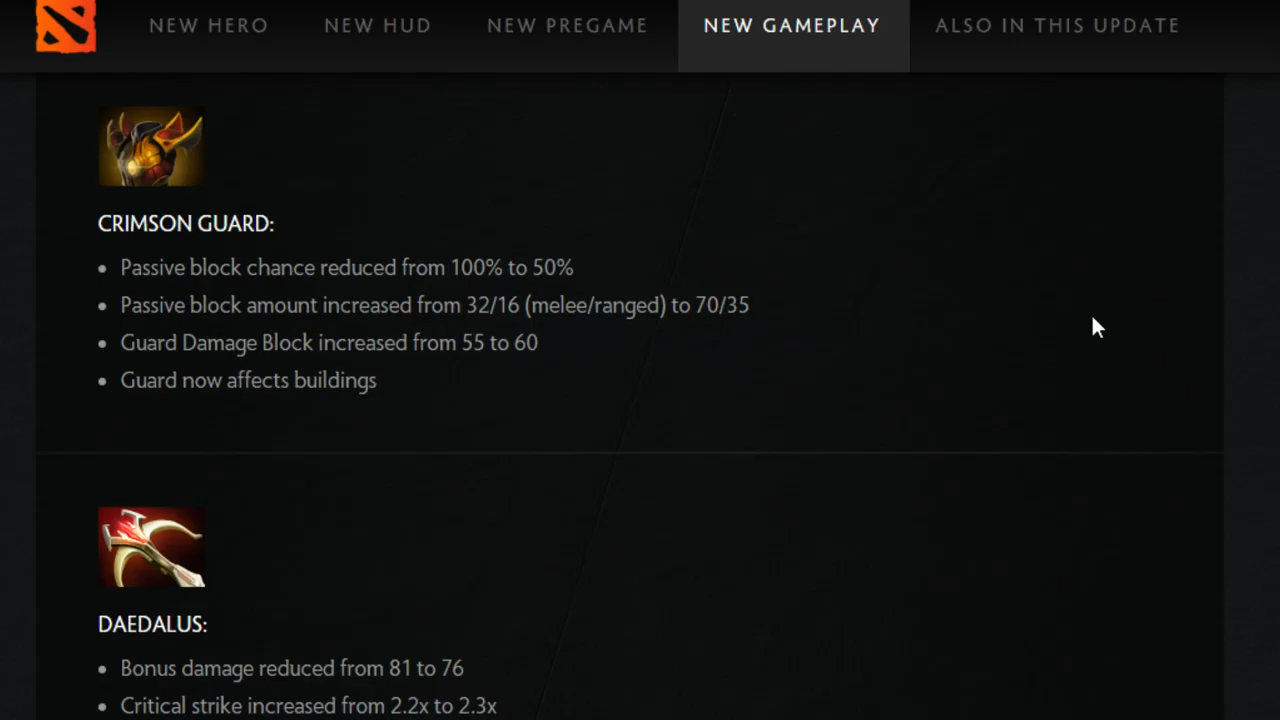 NEW HERO NEW HUD NEW PREGAME NEW GAMEPLAY ALSO IN THIS UPDATE
CRIMSON GUARD:
• Passive block chance reduced from 100% to 50%
• Passive block amount increased from 32/16 (melee/ranged) to 70/35
• Guard Damage Block increased from 55 to 60
• Guard now affects buildings
DAEDALUS:
• Bonus damage reduced from 81 to 76
• Critical strike increased from 2.2x to 2.3x